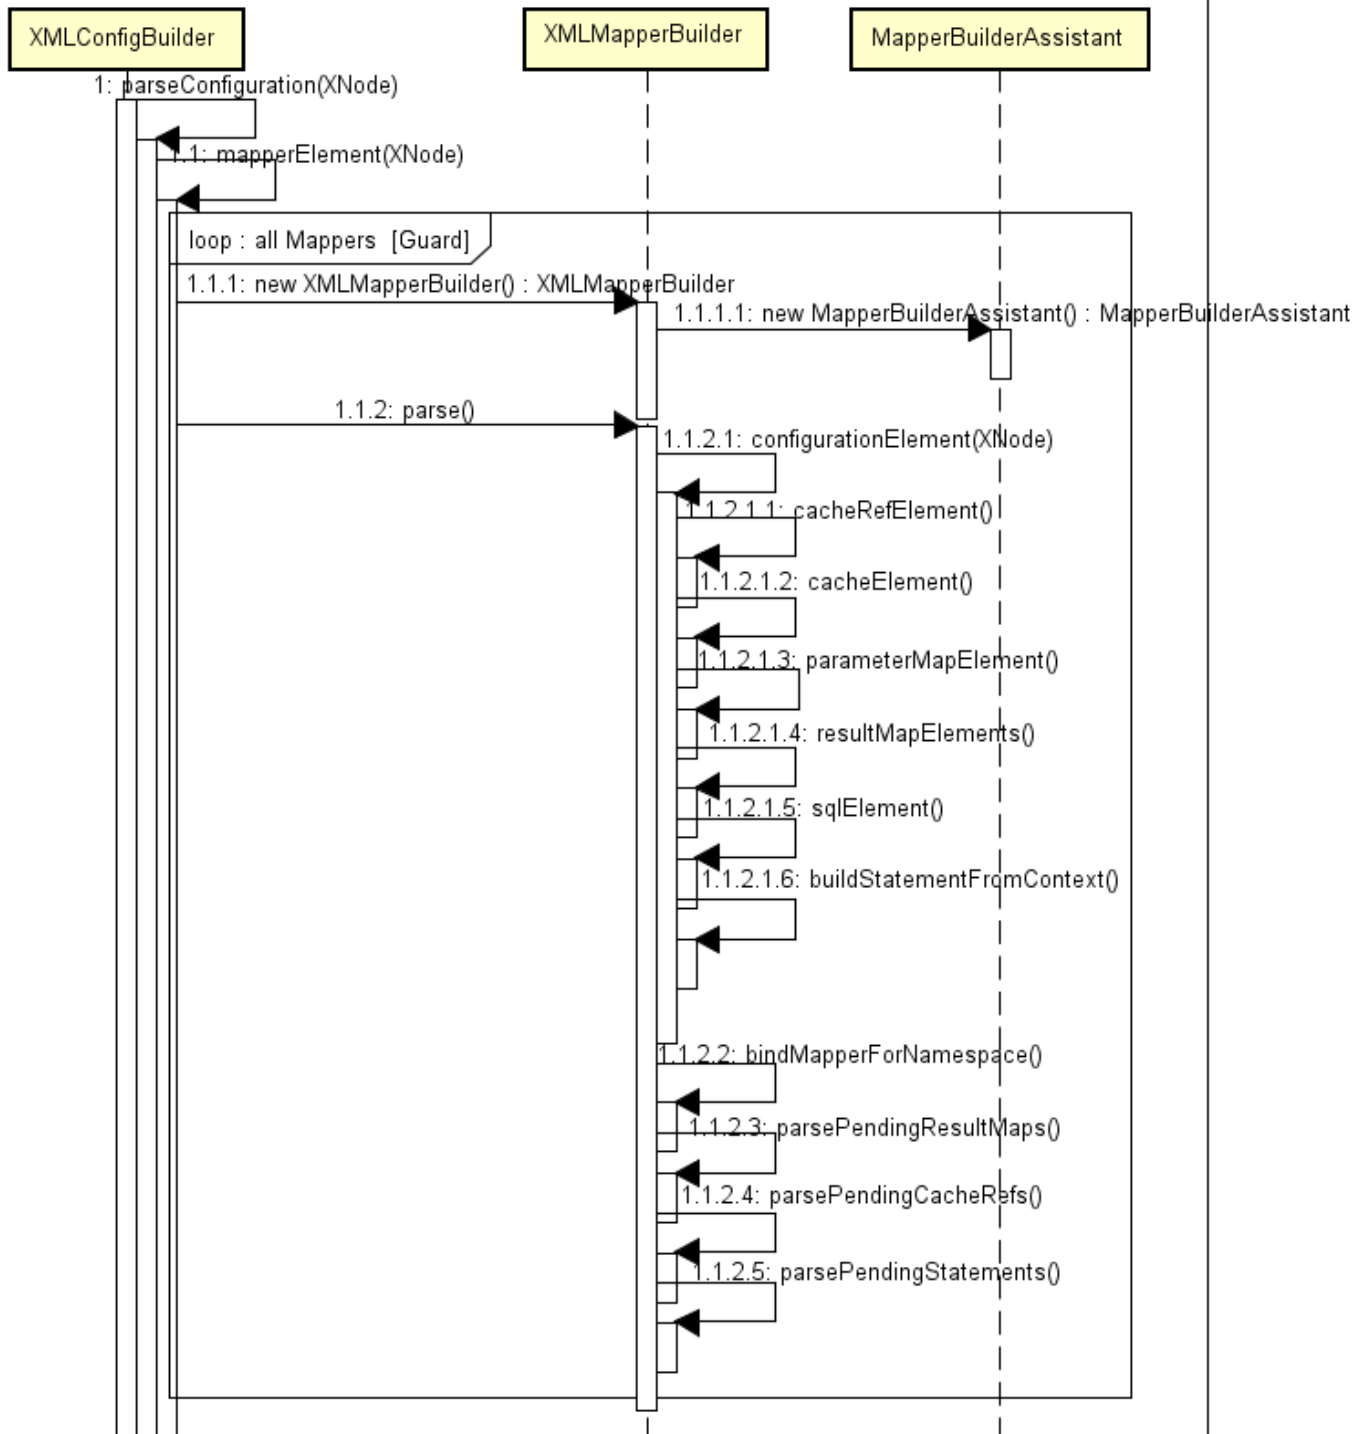 XMLConfigBuilder
XMLMapperBuilder
MapperBuilderAssistant
1: parseConfiguration(XNode)
1.1: mapperElement(XNode)
loop : all Mappers [Guard]
1.1.1: new XMLMapperBuilder() : XMLMapperBuilder
1.1.1.1: new MapperBuilderAssistant() : MapperBuilderAssistant
1.1.2: parse()
1.1.2.1: configurationElement(XNode)
1.1.2.1.1: cacheRefElement()
1.1.2.1.2: cacheElement()
1.1.2.1.3: parameterMapElement()
1.1.2.1.4: resultMapElements()
1.1.2.1.5: sqlElement()
1.1.2.1.6: buildStatementFromContext()
1.1.2.2: bindMapperForNamespace()
1.1.2.3: parsePendingResultMaps()
1.1.2.4: parsePendingCacheRefs()
1.1.2.5: parsePendingStatements()